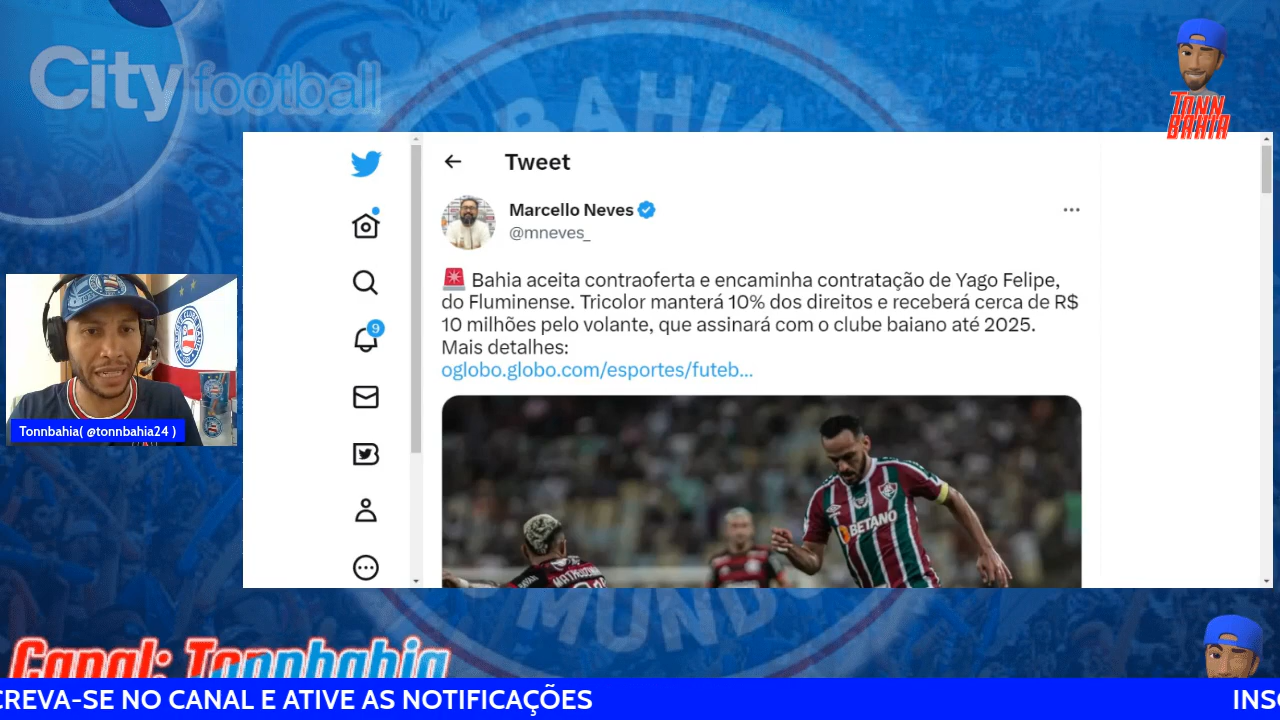 City football
BAHIA
TONN
BAHIA
Tweet
Marcello Neves
@mneves_
🚨 Bahia aceita contraoferta e encaminha contratação de Yago Felipe,
do Fluminense. Tricolor manterá 10% dos direitos e receberá cerca de R$
10 milhões pelo volante, que assinará com o clube baiano até 2025.
Mais detalhes:
oglobo.globo.com/esportes/futeb...
9
Tonnbahia( @tonnbahia24 )
BETANO
MUNDO
Canal: Tonnbahia
CREVA-SE NO CANAL E ATIVE AS NOTIFICAÇÕES
INSC